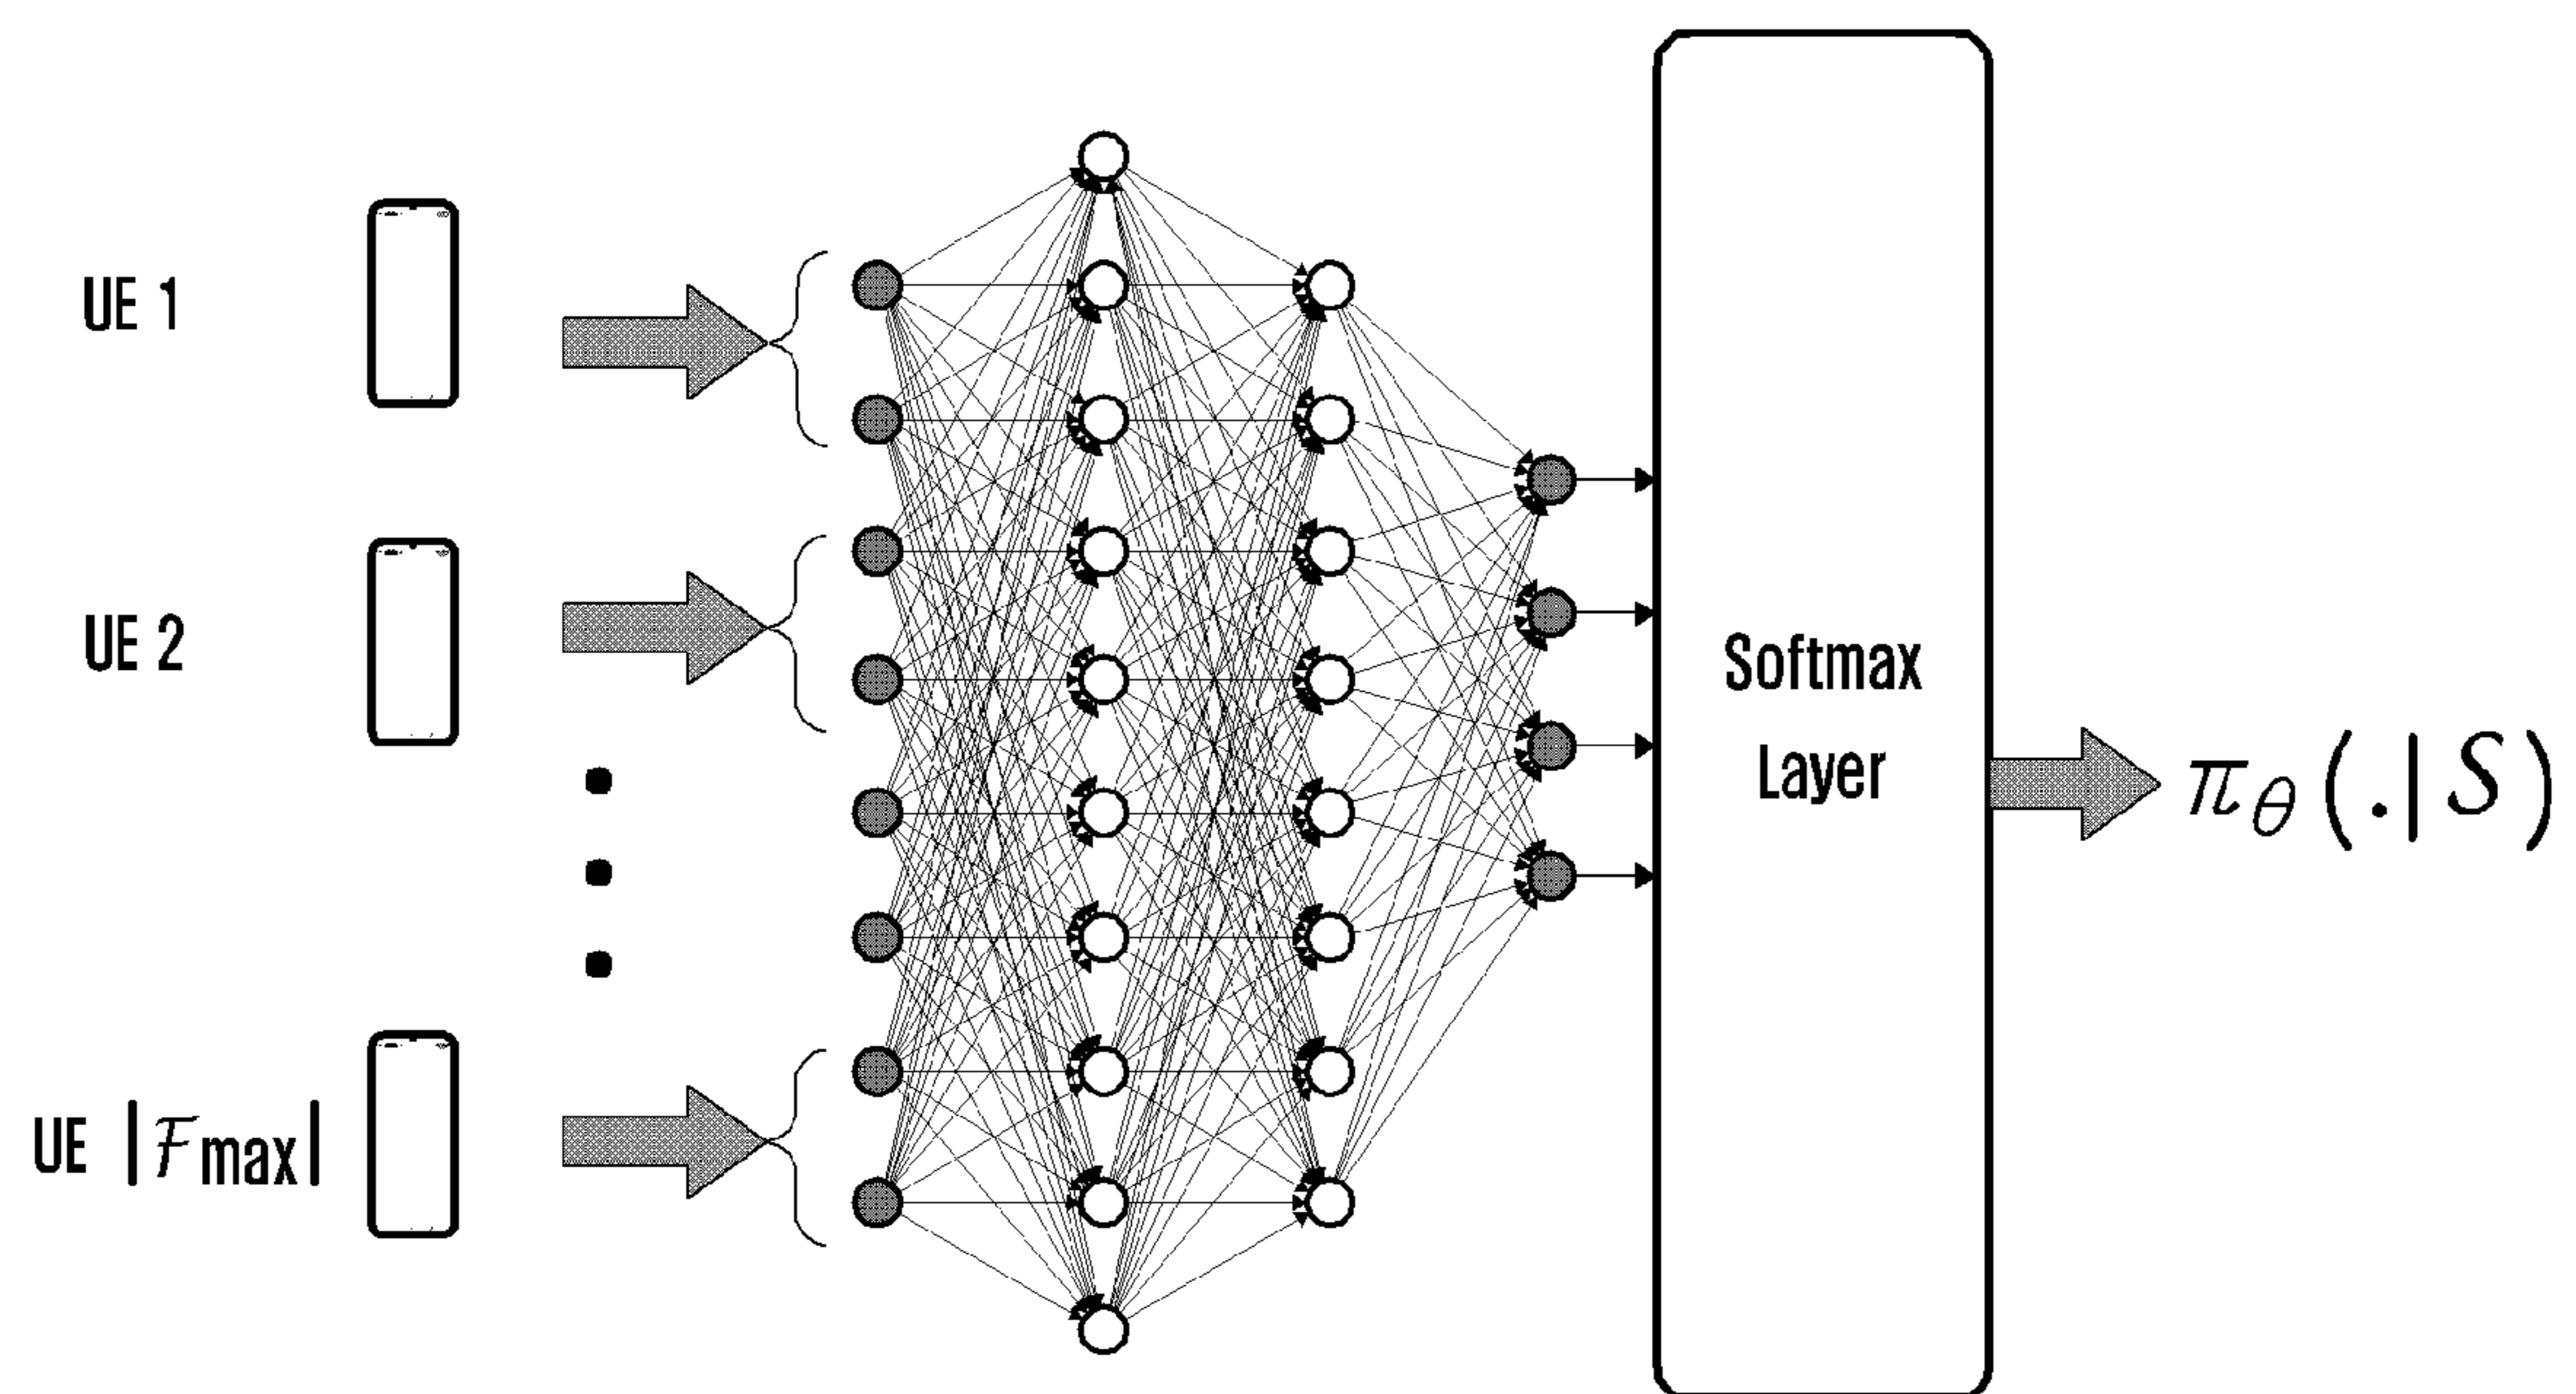 UE 1
UE 2
UE |ℱmax|
Softmax
Layer
π_θ(.|S)